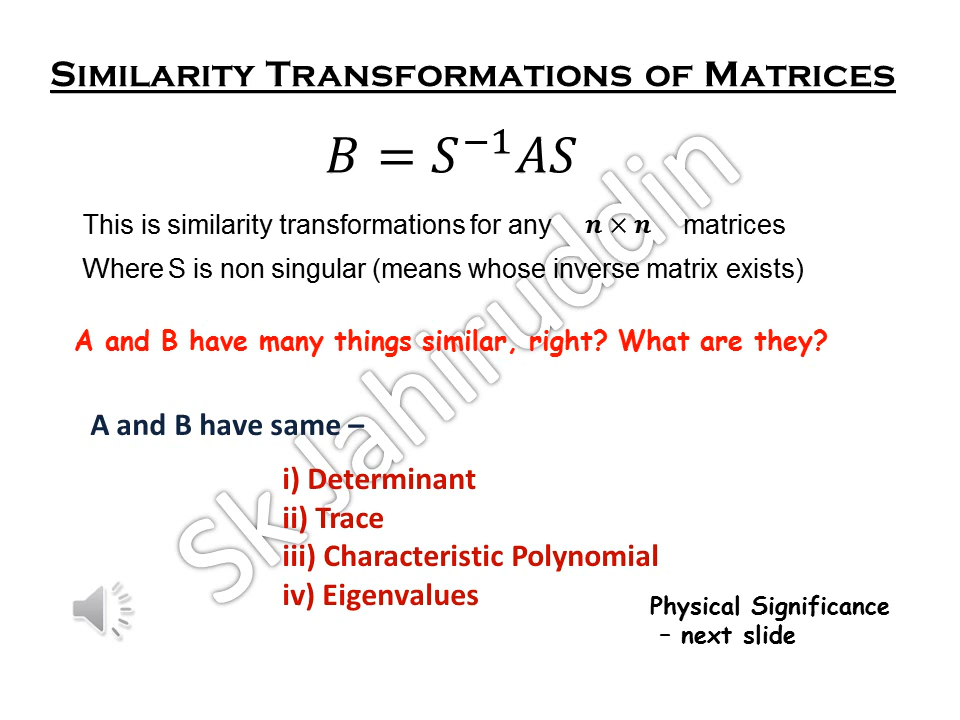 SIMILARITY TRANSFORMATIONS OF MATRICES
B = S⁻¹AS
This is similarity transformations for any n × n matrices
Where S is non singular (means whose inverse matrix exists)
A and B have many things similar, right? What are they?
A and B have same –
i) Determinant
ii) Trace
iii) Characteristic Polynomial
iv) Eigenvalues
Physical Significance
– next slide
Sk Jahiruddin